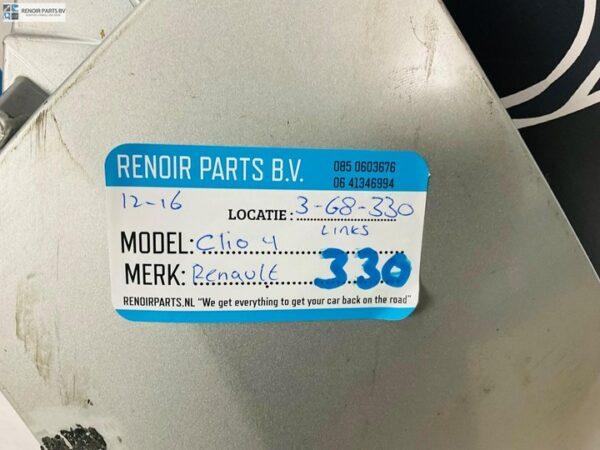 RENOIR PARTS BV
RENOIR PARTS B.V.
085 0603676
06 41346994
12-16
LOCATIE: 3-G8-330
LINKS
MODEL: Clio 4
MERK: Renault 330
RENOIRPARTS.NL "We get everything to get your car back on the road"